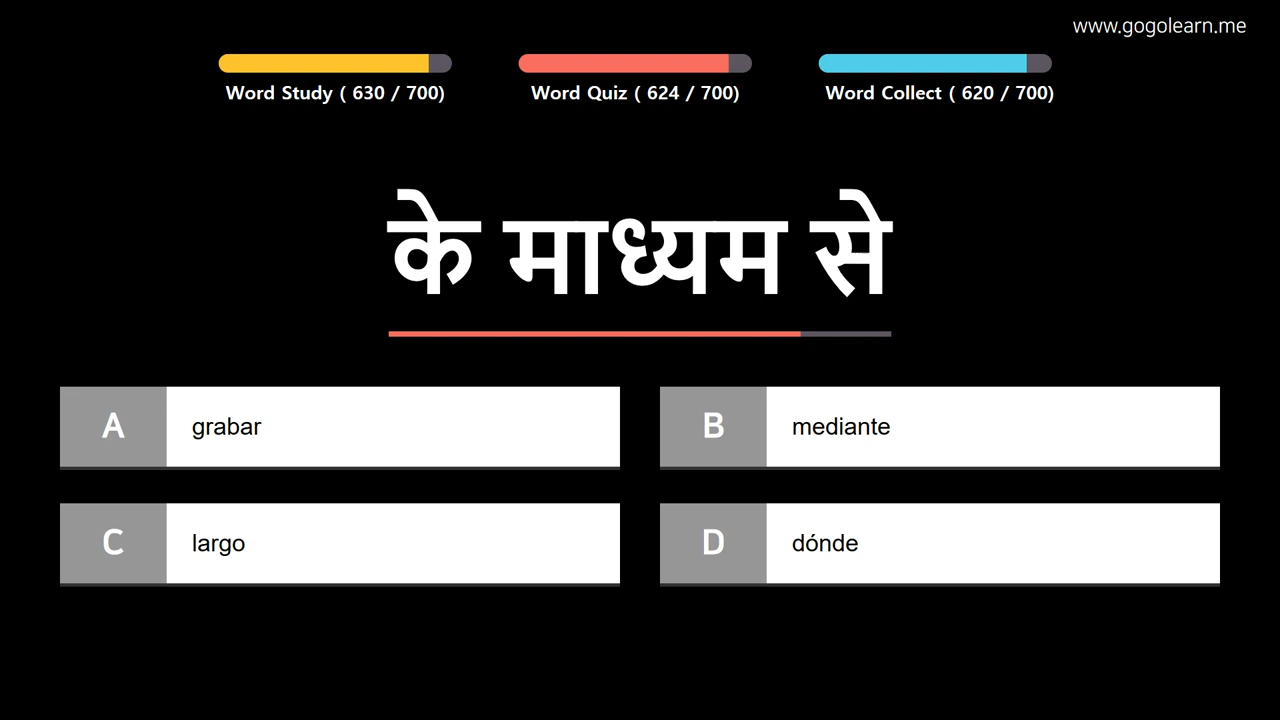 www.gogolearn.me
Word Study ( 630 / 700)
Word Quiz ( 624 / 700)
Word Collect ( 620 / 700)
के माध्यम से
A grabar
B mediante
C largo
D dónde